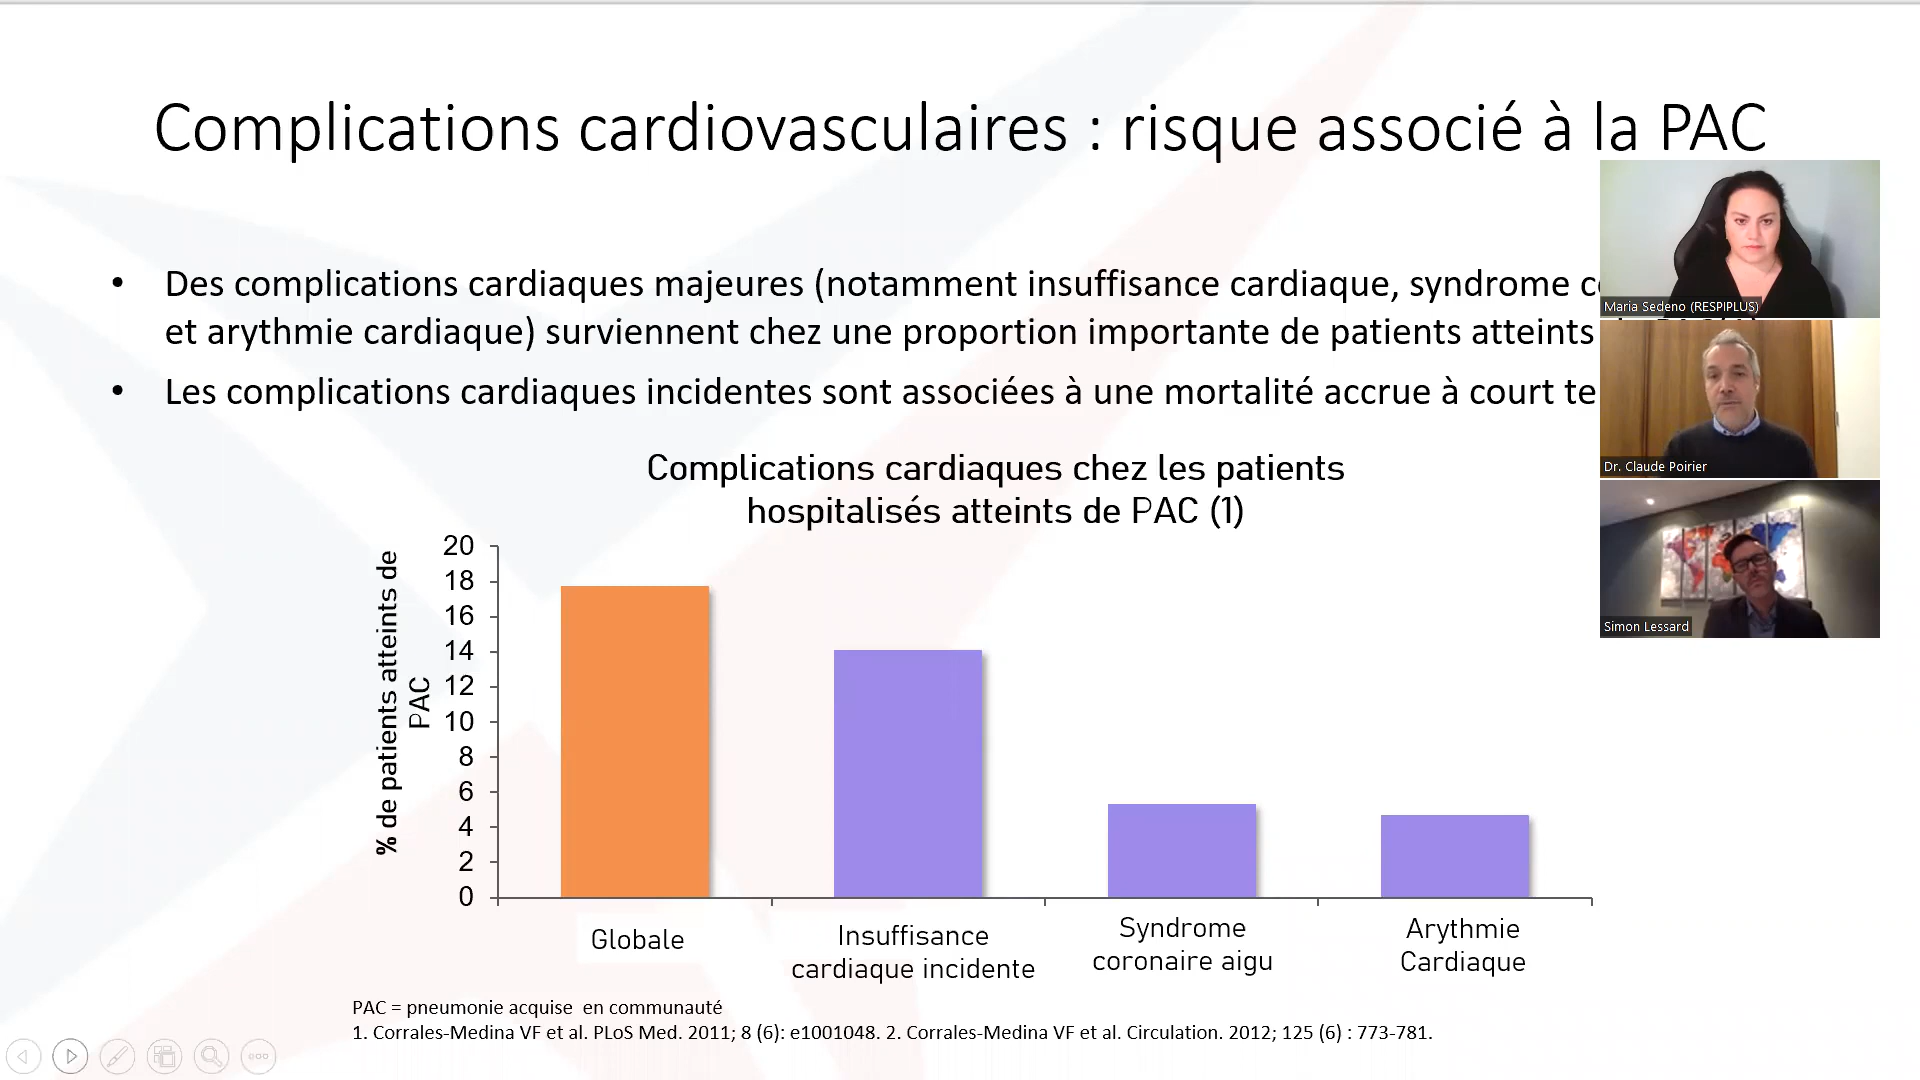 Complications cardiovasculaires : risque associé à la PAC
• Des complications cardiaques majeures (notamment insuffisance cardiaque, syndrome
et arythmie cardiaque) surviennent chez une proportion importante de patients atteints
• Les complications cardiaques incidentes sont associées à une mortalité accrue à court
Maria Sedeno (RESPIPLUS)
Dr. Claude Poirier
Simon Lessard
Complications cardiaques chez les patients
hospitalisés atteints de PAC (1)
% de patients atteints de
PAC
20
18
16
14
12
10
8
6
4
2
0
Globale
Insuffisance
cardiaque incidente
Syndrome
coronaire aigu
Arythmie
Cardiaque
PAC = pneumonie acquise en communauté
1. Corrales-Medina VF et al. PLoS Med. 2011; 8 (6): e1001048. 2. Corrales-Medina VF et al. Circulation. 2012; 125 (6) : 773-781.